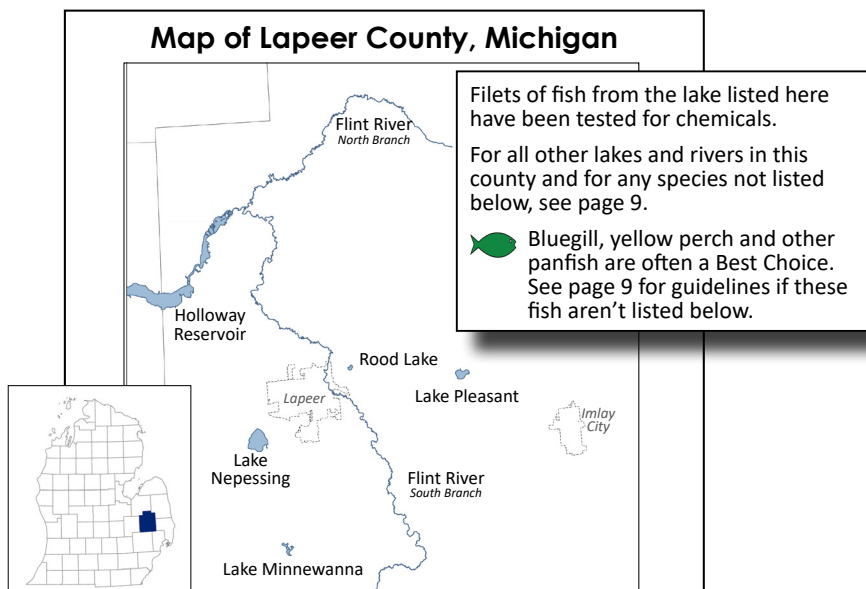 Map of Lapeer County, Michigan
Filets of fish from the lake listed here
have been tested for chemicals.
For all other lakes and rivers in this
county and for any species not listed
below, see page 9.
Bluegill, yellow perch and other
panfish are often a Best Choice.
See page 9 for guidelines if these
fish aren't listed below.
Flint River
North Branch
Holloway
Reservoir
Rood Lake
Lake Pleasant
Lapeer
Imlay
City
Lake
Nepessing
Flint River
South Branch
Lake Minnewanna